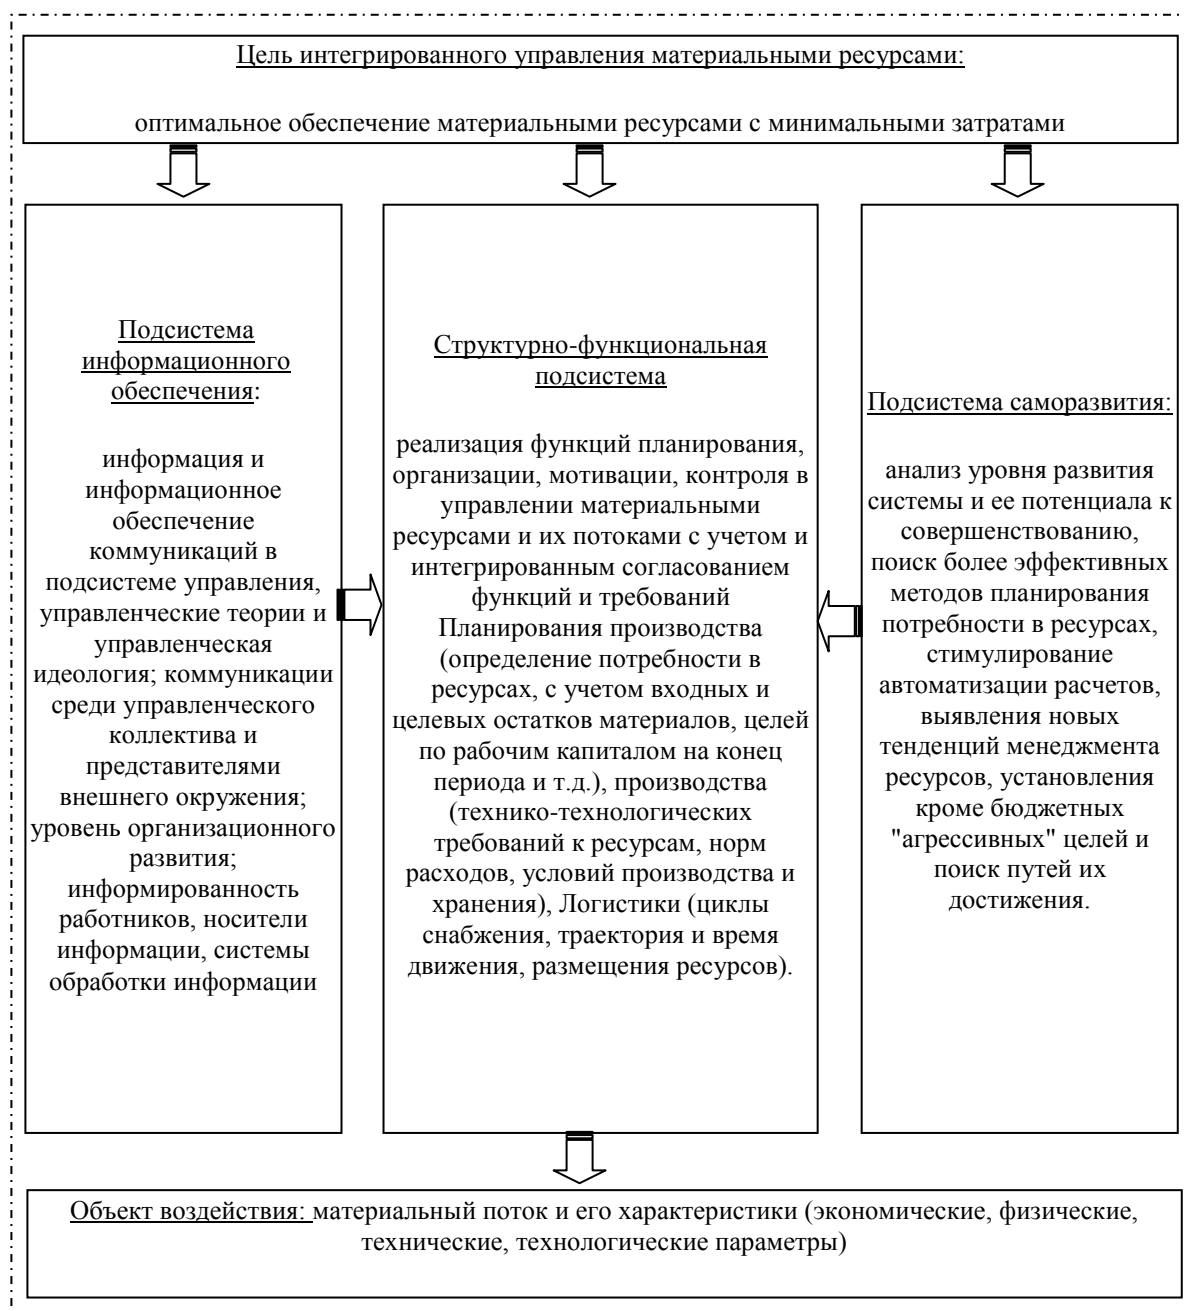 Цель интегрированного управления материальными ресурсами:
оптимальное обеспечение материальными ресурсами с минимальными затратами
Подсистема
информационного
обеспечения:
информация и
информационное
обеспечение
коммуникаций в
подсистеме управления,
управленческие теории и
управленческая
идеология; коммуникации
среди управленческого
коллектива и
представителями
внешнего окружения;
уровень организационного
развития;
информированность
работников, носители
информации, системы
обработки информации
Структурно-функциональная
подсистема
реализация функций планирования,
организации, мотивации, контроля в
управлении материальными
ресурсами и их потоками с учетом и
интегрированным согласованием
функций и требований
Планирования производства
(определение потребности в
ресурсах, с учетом входных и
целевых остатков материалов, целей
по рабочим капиталом на конец
периода и т.д.), производства
(технико-технологических
требований к ресурсам, норм
расходов, условий производства и
хранения), Логистики (циклы
снабжения, траектория и время
движения, размещения ресурсов).
Подсистема саморазвития:
анализ уровня развития
системы и ее потенциала к
совершенствованию,
поиск более эффективных
методов планирования
потребности в ресурсах,
стимулирование
автоматизации расчетов,
выявления новых
тенденций менеджмента
ресурсов, установления
кроме бюджетных
"агрессивных" целей и
поиск путей их
достижения.
Объект воздействия: материальный поток и его характеристики (экономические, физические,
технические, технологические параметры)